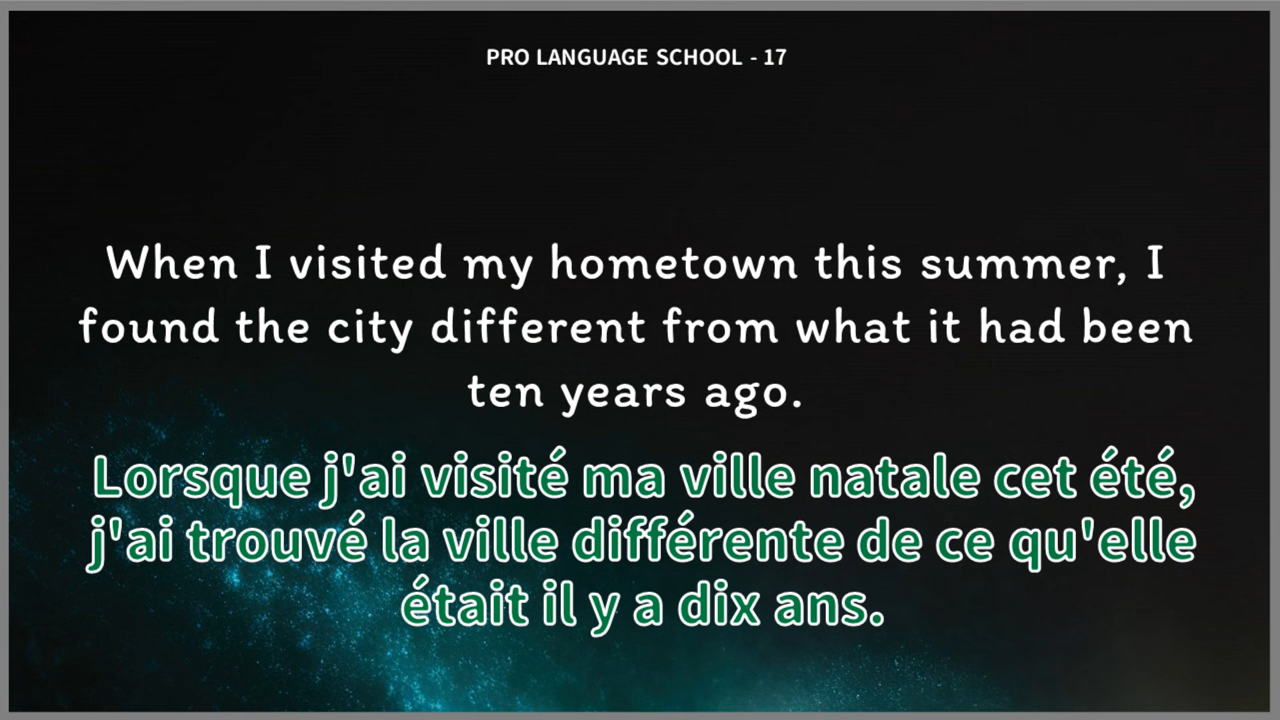 PRO LANGUAGE SCHOOL - 17
When I visited my hometown this summer, I
found the city different from what it had been
ten years ago.
Lorsque j'ai visité ma ville natale cet été,
j'ai trouvé la ville différente de ce qu'elle
était il y a dix ans.